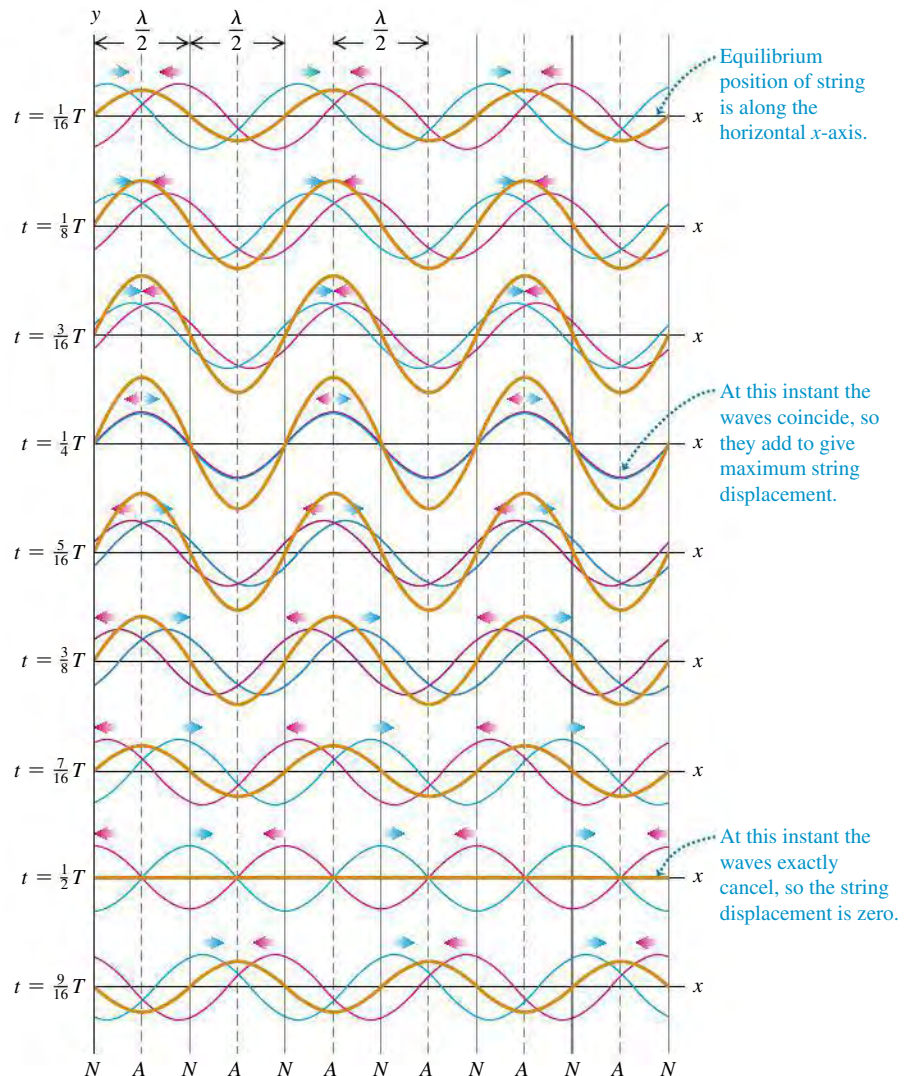 y
λ/2 λ/2 λ/2
t = 1/16 T
x
Equilibrium
position of string
is along the
horizontal x-axis.
t = 1/8 T
x
t = 3/16 T
x
t = 1/4 T
x
At this instant the
waves coincide, so
they add to give
maximum string
displacement.
t = 5/16 T
x
t = 3/8 T
x
t = 7/16 T
x
t = 1/2 T
x
At this instant the
waves exactly
cancel, so the string
displacement is zero.
t = 9/16 T
x
N A N A N A N A N A N A N